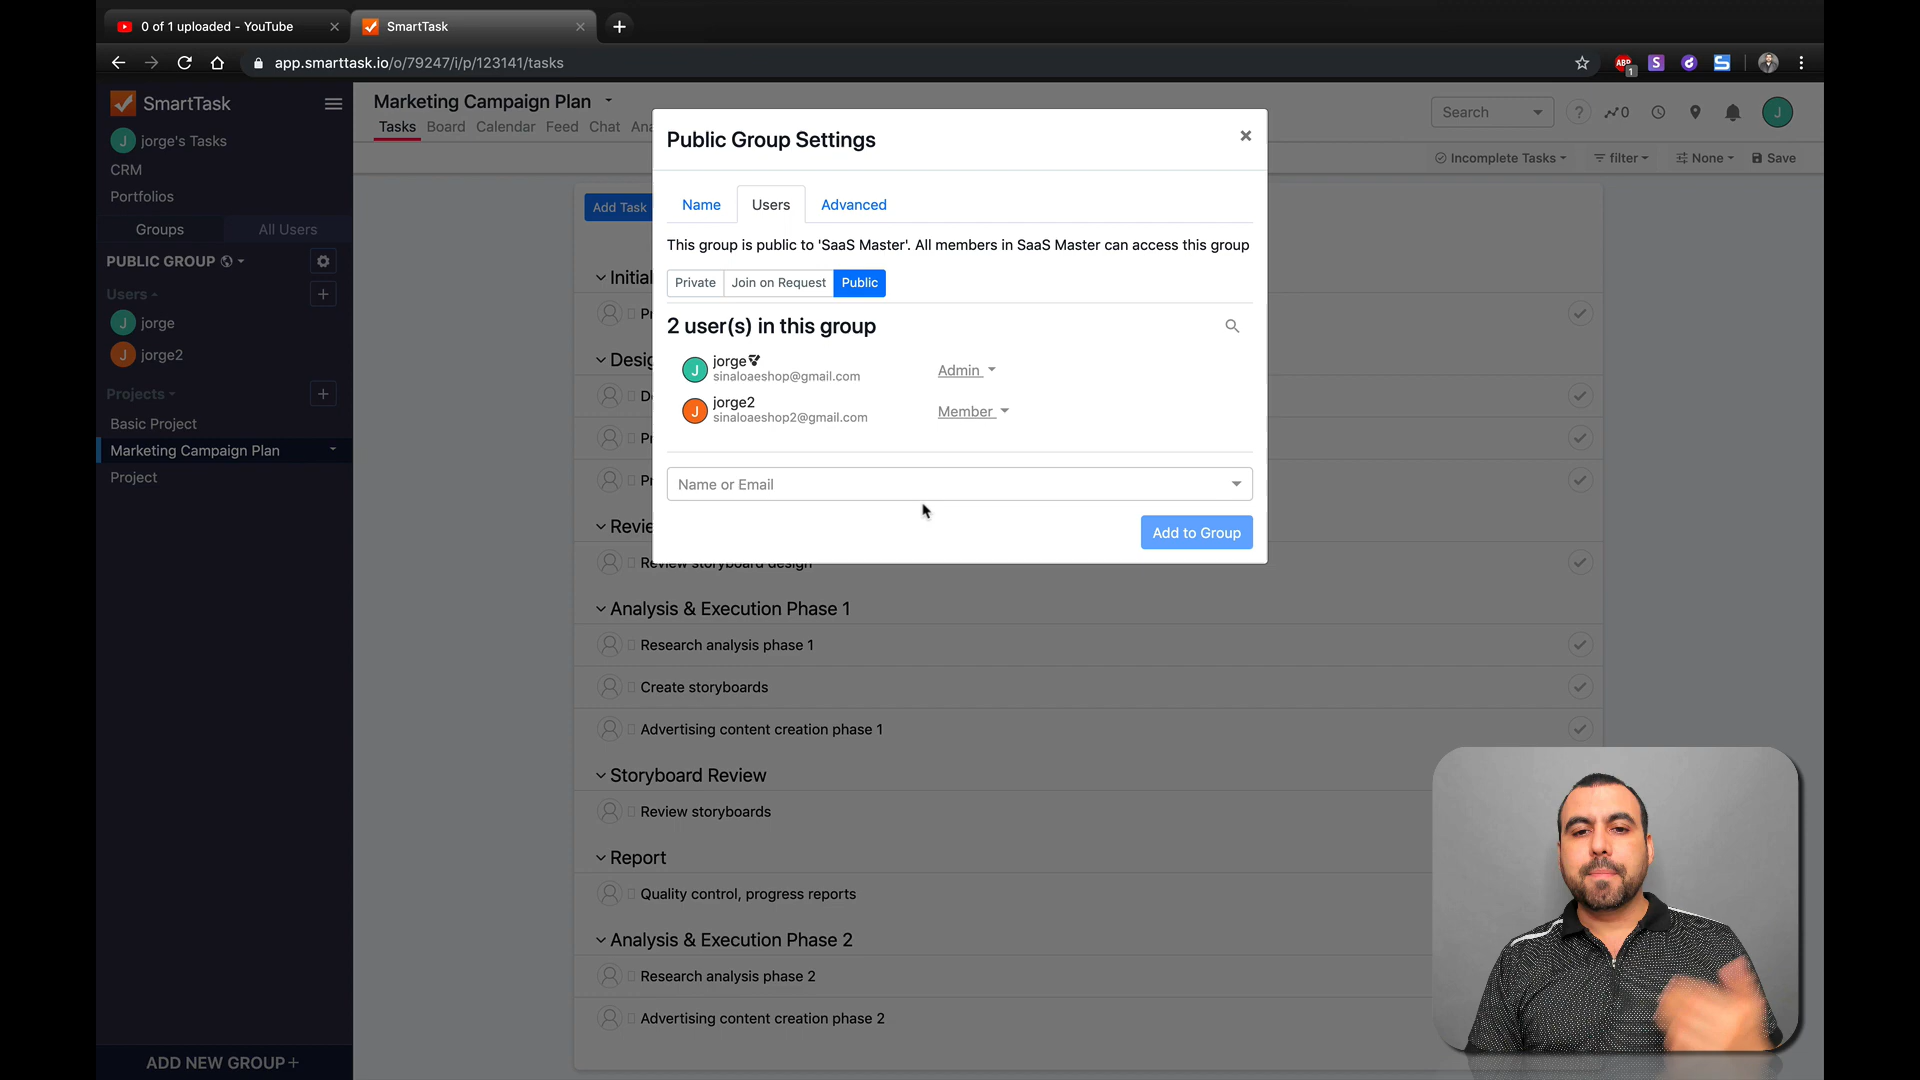 0 of 1 uploaded - YouTube
SmartTask
app.smarttask.io/o/79247/i/p/123141/tasks
ABP
1
S
SmartTask
J jorge's Tasks
CRM
Portfolios
Groups
All Users
PUBLIC GROUP
Users
J jorge
J jorge2
Projects
Basic Project
Marketing Campaign Plan
Project
ADD NEW GROUP+
Marketing Campaign Plan
Tasks Board Calendar Feed Chat Ana
Search
?
0
J
Incomplete Tasks
filter
None
Save
Add Task
Public Group Settings
×
Name
Users
Advanced
This group is public to 'SaaS Master'. All members in SaaS Master can access this group
Private
Join on Request
Public
2 user(s) in this group
J jorge
sinaloaeshop@gmail.com
Admin
J jorge2
sinaloaeshop2@gmail.com
Member
Name or Email
Add to Group
Initial
Pr
Desig
De
Pr
Pr
Revie
Review storyboard design
Analysis & Execution Phase 1
Research analysis phase 1
Create storyboards
Advertising content creation phase 1
Storyboard Review
Review storyboards
Report
Quality control, progress reports
Analysis & Execution Phase 2
Research analysis phase 2
Advertising content creation phase 2